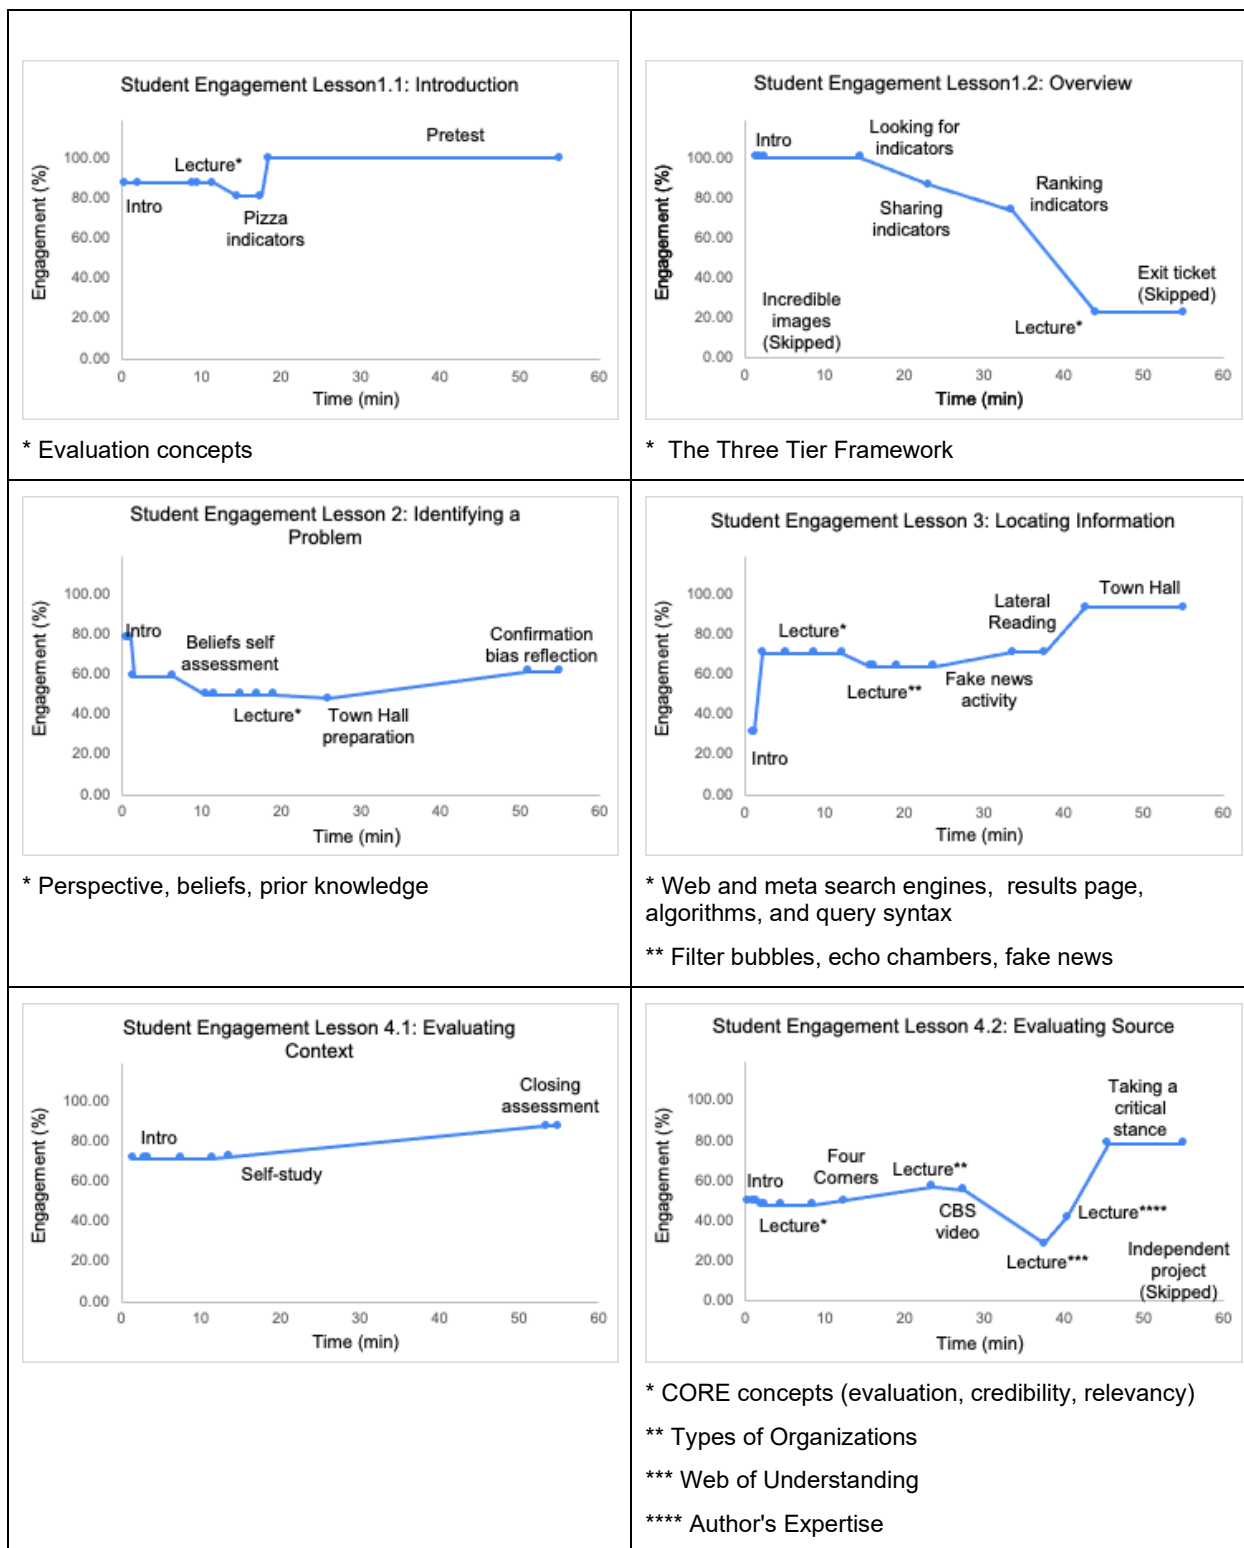 Student Engagement Lesson1.1: Introduction
Engagement (%)
100.00
80.00
60.00
40.00
20.00
0.00
Intro
Lecture*
Pizza
indicators
Pretest
0 10 20 30 40 50 60
Time (min)
* Evaluation concepts
Student Engagement Lesson1.2: Overview
Engagement (%)
100.00
80.00
60.00
40.00
20.00
0.00
Intro
Looking for
indicators
Sharing
indicators
Ranking
indicators
Incredible
images
(Skipped)
Lecture*
Exit ticket
(Skipped)
0 10 20 30 40 50 60
Time (min)
* The Three Tier Framework
Student Engagement Lesson 2: Identifying a
Problem
Engagement (%)
100.00
80.00
60.00
40.00
20.00
0.00
Intro
Beliefs self
assessment
Lecture*
Town Hall
preparation
Confirmation
bias reflection
0 10 20 30 40 50 60
Time (min)
* Perspective, beliefs, prior knowledge
Student Engagement Lesson 3: Locating Information
Engagement (%)
100.00
80.00
60.00
40.00
20.00
0.00
Intro
Lecture*
Lecture**
Fake news
activity
Lateral
Reading
Town Hall
0 10 20 30 40 50 60
Time (min)
* Web and meta search engines, results page,
algorithms, and query syntax
** Filter bubbles, echo chambers, fake news
Student Engagement Lesson 4.1: Evaluating
Context
Engagement (%)
100.00
80.00
60.00
40.00
20.00
0.00
Intro
Self-study
Closing
assessment
0 10 20 30 40 50 60
Time (min)
Student Engagement Lesson 4.2: Evaluating Source
Engagement (%)
100.00
80.00
60.00
40.00
20.00
0.00
Intro
Lecture*
Four
Corners
Lecture**
CBS
video
Lecture***
Lecture****
Taking a
critical
stance
Independent
project
(Skipped)
0 10 20 30 40 50 60
Time (min)
* CORE concepts (evaluation, credibility, relevancy)
** Types of Organizations
*** Web of Understanding
**** Author's Expertise